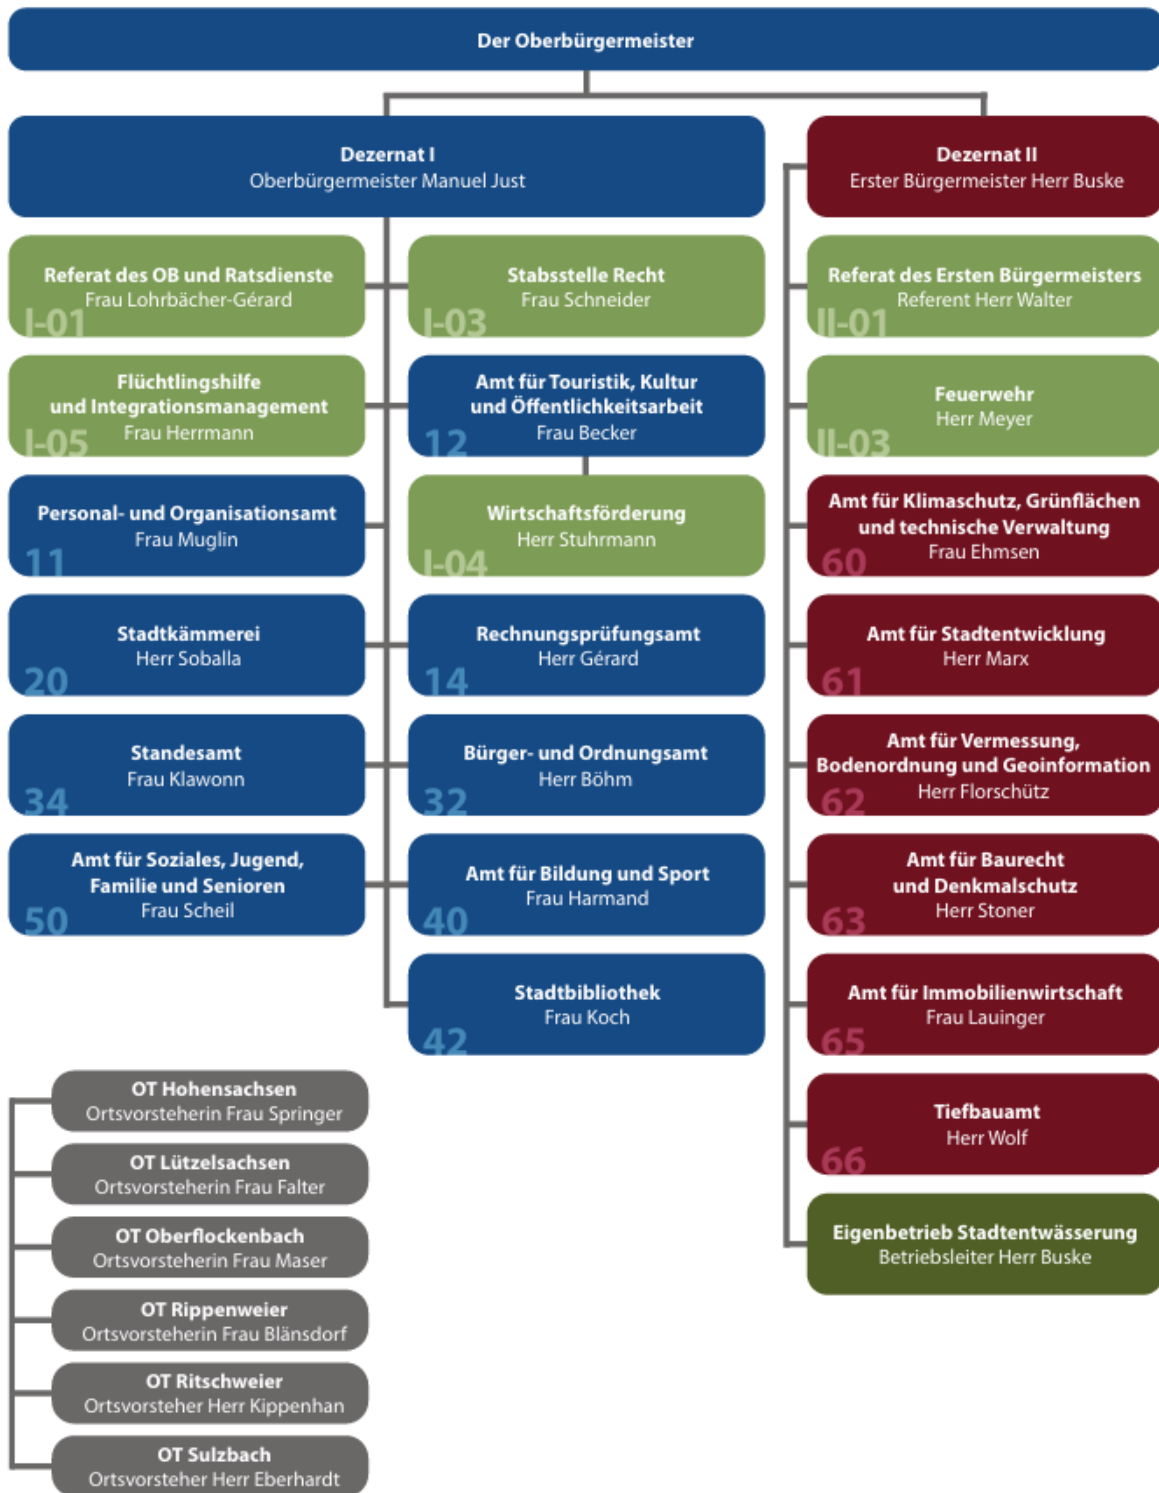 Der Oberbürgermeister
Dezernat I
Oberbürgermeister Manuel Just
Dezernat II
Erster Bürgermeister Herr Buske
Referat des OB und Ratsdienste
Frau Lohrbächer-Gérard
I-01
Stabsstelle Recht
Frau Schneider
I-03
Referat des Ersten Bürgermeisters
Referent Herr Walter
II-01
Flüchtlingshilfe
und Integrationsmanagement
Frau Herrmann
I-05
Amt für Touristik, Kultur
und Öffentlichkeitsarbeit
Frau Becker
12
Feuerwehr
Herr Meyer
II-03
Personal- und Organisationsamt
Frau Muglin
11
Wirtschaftsförderung
Herr Stuhrmann
I-04
Amt für Klimaschutz, Grünflächen
und technische Verwaltung
Frau Ehmsen
60
Stadtkämmerei
Herr Soballa
20
Rechnungsprüfungsamt
Herr Gérard
14
Amt für Stadtentwicklung
Herr Marx
61
Standesamt
Frau Klawonn
34
Bürger- und Ordnungsamt
Herr Böhm
32
Amt für Vermessung,
Bodenordnung und Geoinformation
Herr Florschütz
62
Amt für Soziales, Jugend,
Familie und Senioren
Frau Scheil
50
Amt für Bildung und Sport
Frau Harmand
40
Amt für Baurecht
und Denkmalschutz
Herr Stoner
63
Stadtbibliothek
Frau Koch
42
Amt für Immobilienwirtschaft
Frau Lauinger
65
Tiefbauamt
Herr Wolf
66
Eigenbetrieb Stadtentwässerung
Betriebsleiter Herr Buske
OT Hohensachsen
Ortsvorsteherin Frau Springer
OT Lützelsachsen
Ortsvorsteherin Frau Falter
OT Oberflockenbach
Ortsvorsteherin Frau Maser
OT Rippenweier
Ortsvorsteherin Frau Blänsdorf
OT Ritschweier
Ortsvorsteher Herr Kippenhan
OT Sulzbach
Ortsvorsteher Herr Eberhardt